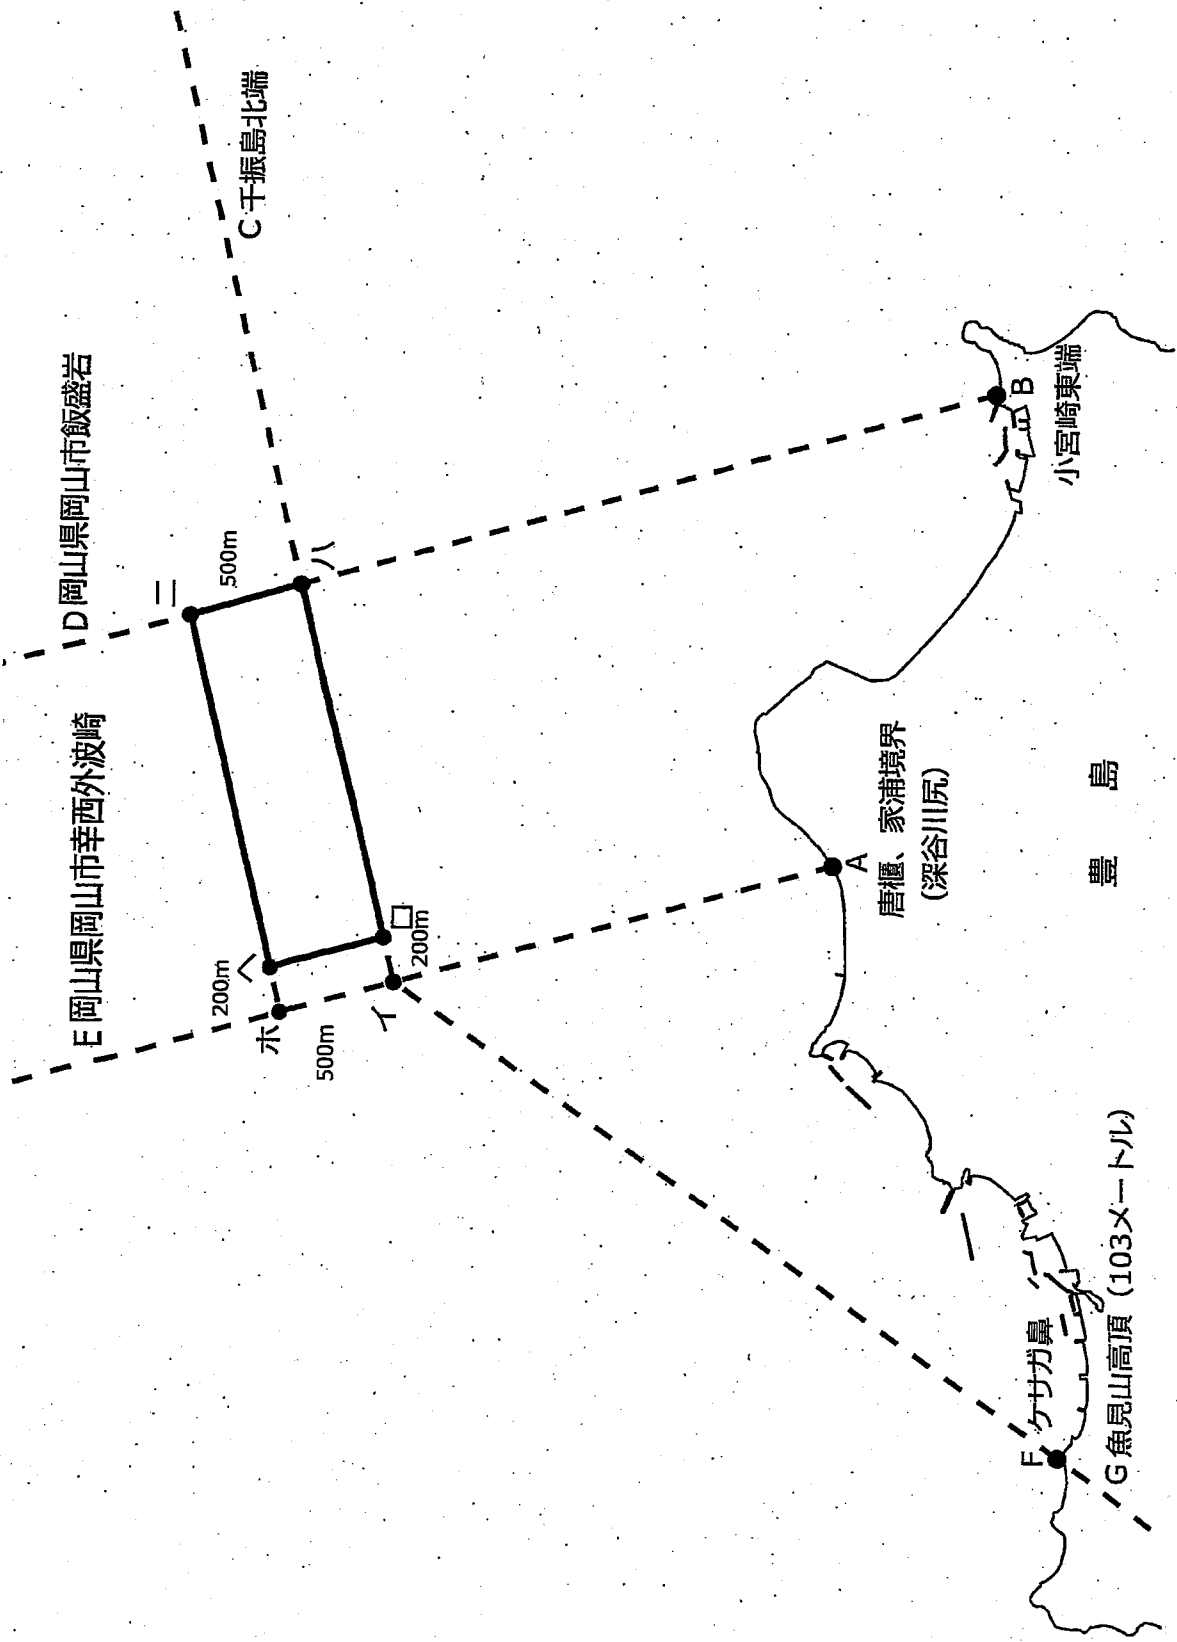 E 岡山県岡山市幸西外波崎
D 岡山県岡山市飯盛岩
C 千振島北端
ホ
200m
ヘ
ニ
500m
500m
イ
200m
ロ
ハ
A
唐櫃、家浦境界
（深谷川尻）
B
小宮崎東端
F
ケサガ鼻
G 魚見山高頂（103メートル）
豊島